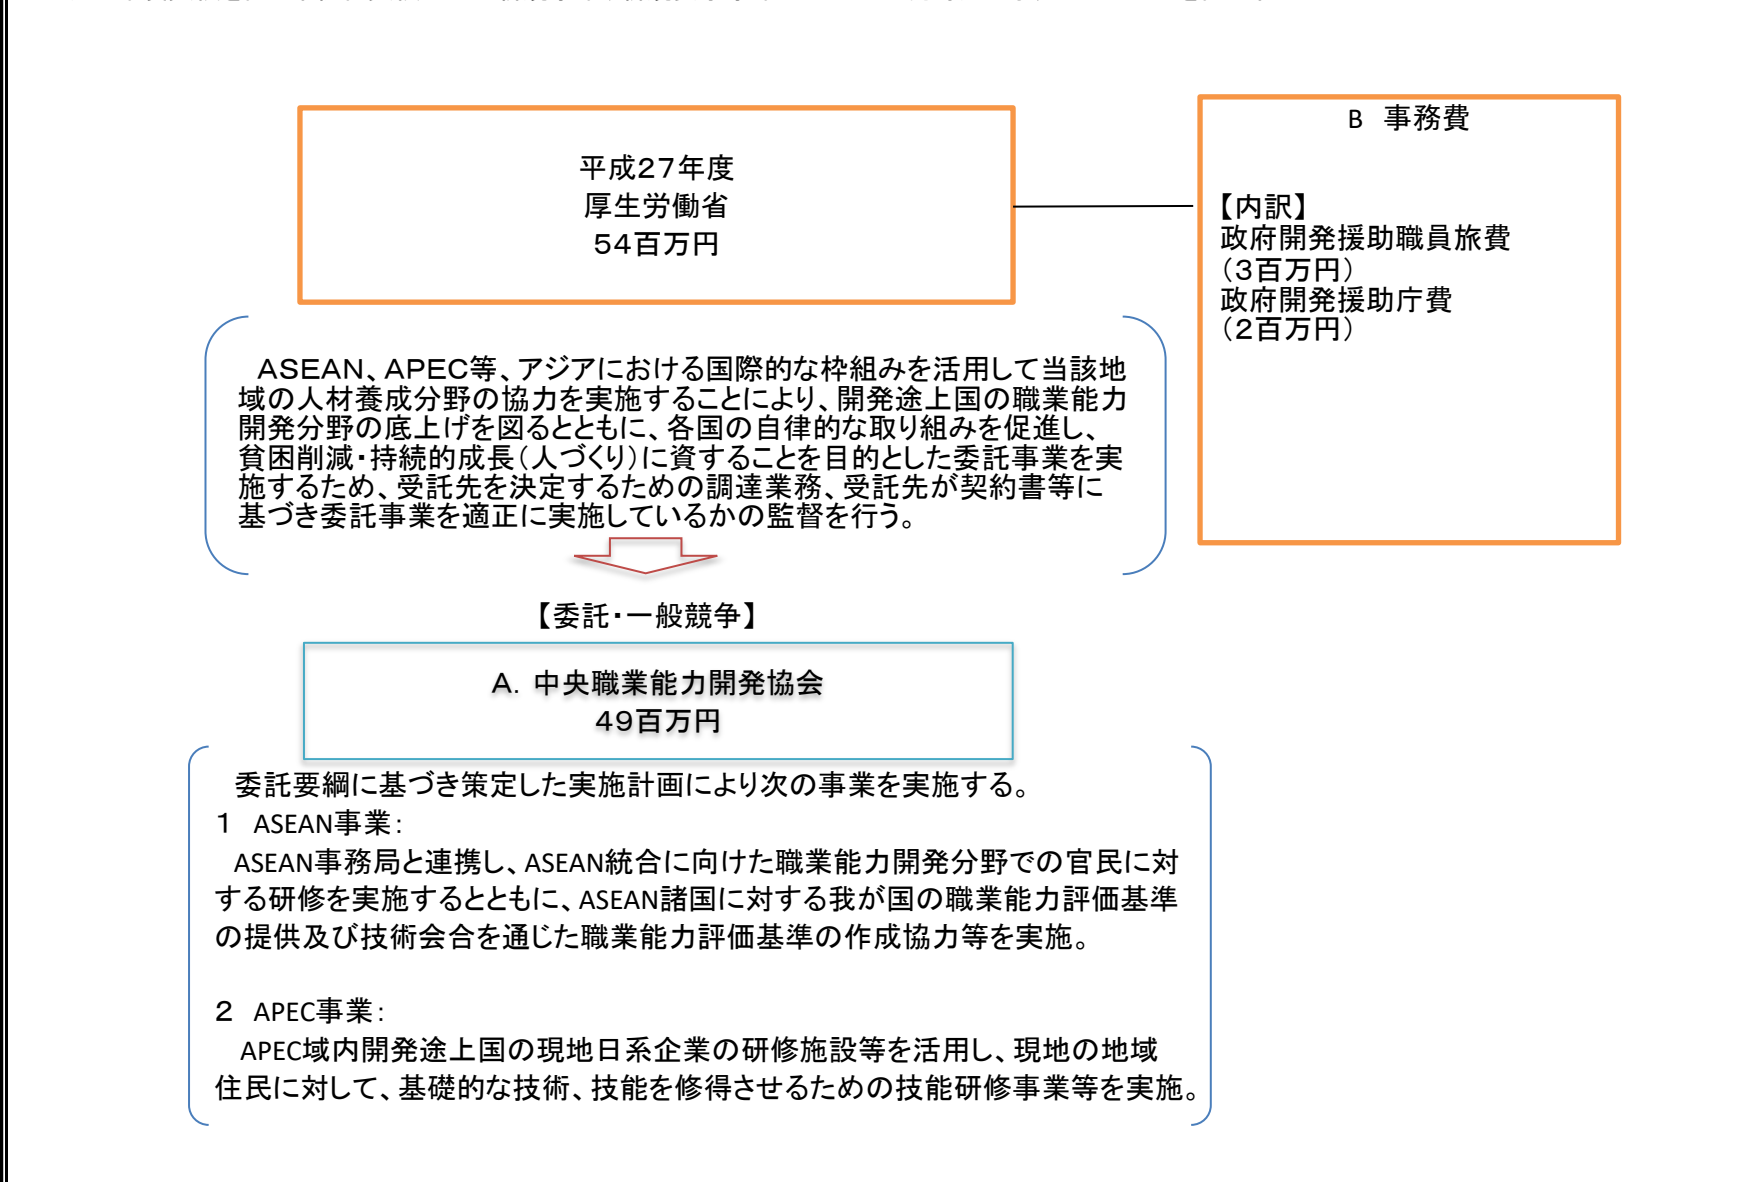 平成27年度
厚生労働省
54百万円
B　事務費
【内訳】
政府開発援助職員旅費
（3百万円）
政府開発援助庁費
（2百万円）
ASEAN、APEC等、アジアにおける国際的な枠組みを活用して当該地
域の人材養成分野の協力を実施することにより、開発途上国の職業能力
開発分野の底上げを図るとともに、各国の自律的な取り組みを促進し、
貧困削減・持続的成長（人づくり）に資することを目的とした委託事業を実
施するため、受託先を決定するための調達業務、受託先が契約書等に
基づき委託事業を適正に実施しているかの監督を行う。
【委託・一般競争】
A．中央職業能力開発協会
49百万円
委託要綱に基づき策定した実施計画により次の事業を実施する。
1　ASEAN事業：
ASEAN事務局と連携し、ASEAN統合に向けた職業能力開発分野での官民に対
する研修を実施するとともに、ASEAN諸国に対する我が国の職業能力評価基準
の提供及び技術会合を通じた職業能力評価基準の作成協力等を実施。
2　APEC事業：
APEC域内開発途上国の現地日系企業の研修施設等を活用し、現地の地域
住民に対して、基礎的な技術、技能を修得させるための技能研修事業等を実施。